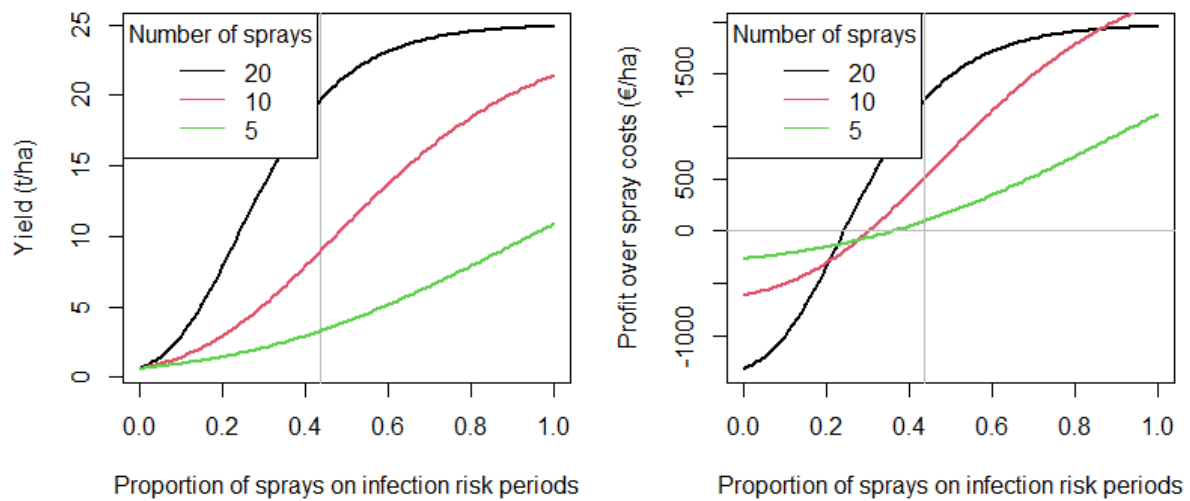 Number of sprays
20
10
5
Yield (t/ha)
0
5
10
15
20
25
0.0 0.2 0.4 0.6 0.8 1.0
Proportion of sprays on infection risk periods
Number of sprays
20
10
5
Profit over spray costs (€/ha)
-1000
0
500
1500
0.0 0.2 0.4 0.6 0.8 1.0
Proportion of sprays on infection risk periods